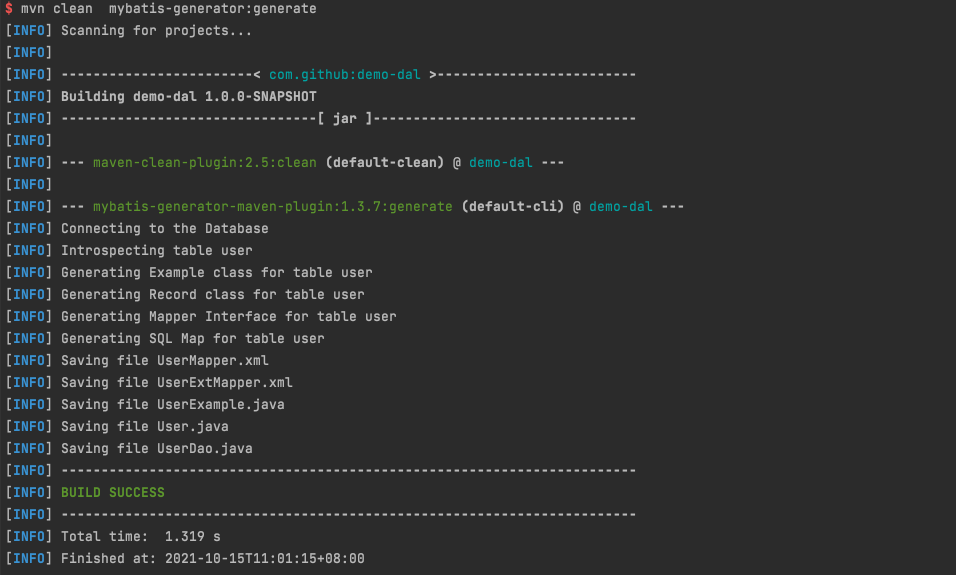 $ mvn clean  mybatis-generator:generate
[INFO] Scanning for projects...
[INFO]
[INFO] ------------------------< com.github:demo-dal >-------------------------
[INFO] Building demo-dal 1.0.0-SNAPSHOT
[INFO] --------------------------------[ jar ]---------------------------------
[INFO]
[INFO] --- maven-clean-plugin:2.5:clean (default-clean) @ demo-dal ---
[INFO]
[INFO] --- mybatis-generator-maven-plugin:1.3.7:generate (default-cli) @ demo-dal ---
[INFO] Connecting to the Database
[INFO] Introspecting table user
[INFO] Generating Example class for table user
[INFO] Generating Record class for table user
[INFO] Generating Mapper Interface for table user
[INFO] Generating SQL Map for table user
[INFO] Saving file UserMapper.xml
[INFO] Saving file UserExtMapper.xml
[INFO] Saving file UserExample.java
[INFO] Saving file User.java
[INFO] Saving file UserDao.java
[INFO] ------------------------------------------------------------------------
[INFO] BUILD SUCCESS
[INFO] ------------------------------------------------------------------------
[INFO] Total time:  1.319 s
[INFO] Finished at: 2021-10-15T11:01:15+08:00